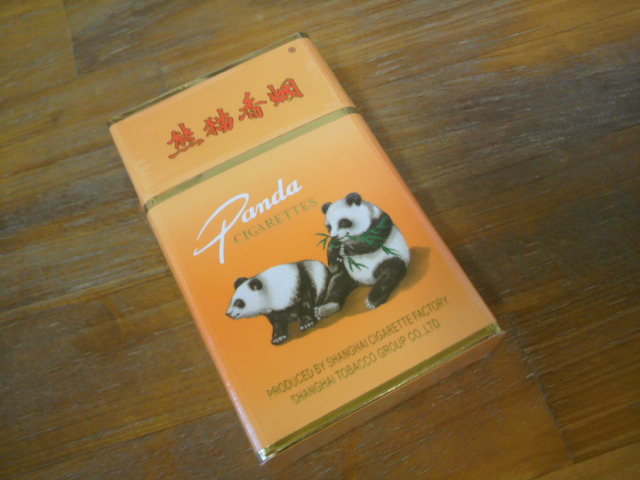 熊猫香烟®
Panda
CIGARETTES
PRODUCED BY SHANGHAI CIGARETTE FACTORY
SHANGHAI TOBACCO GROUP CO.,LTD